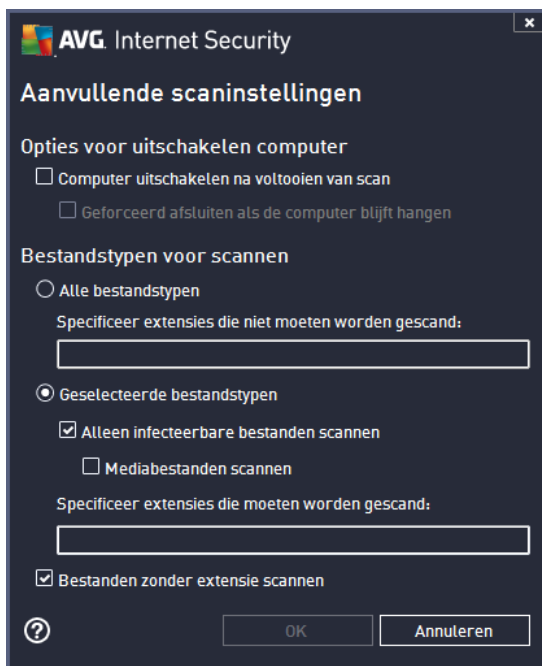 AVG. Internet Security
Aanvullende scaninstellingen
Opties voor uitschakelen computer
Computer uitschakelen na voltooien van scan
Geforceerd afsluiten als de computer blijft hangen
Bestandstypen voor scannen
Alle bestandstypen
Specificeer extensies die niet moeten worden gescand:
Geselecteerde bestandstypen
Alleen infecteerbare bestanden scannen
Mediabestanden scannen
Specificeer extensies die moeten worden gescand:
Bestanden zonder extensie scannen
OK
Annuleren